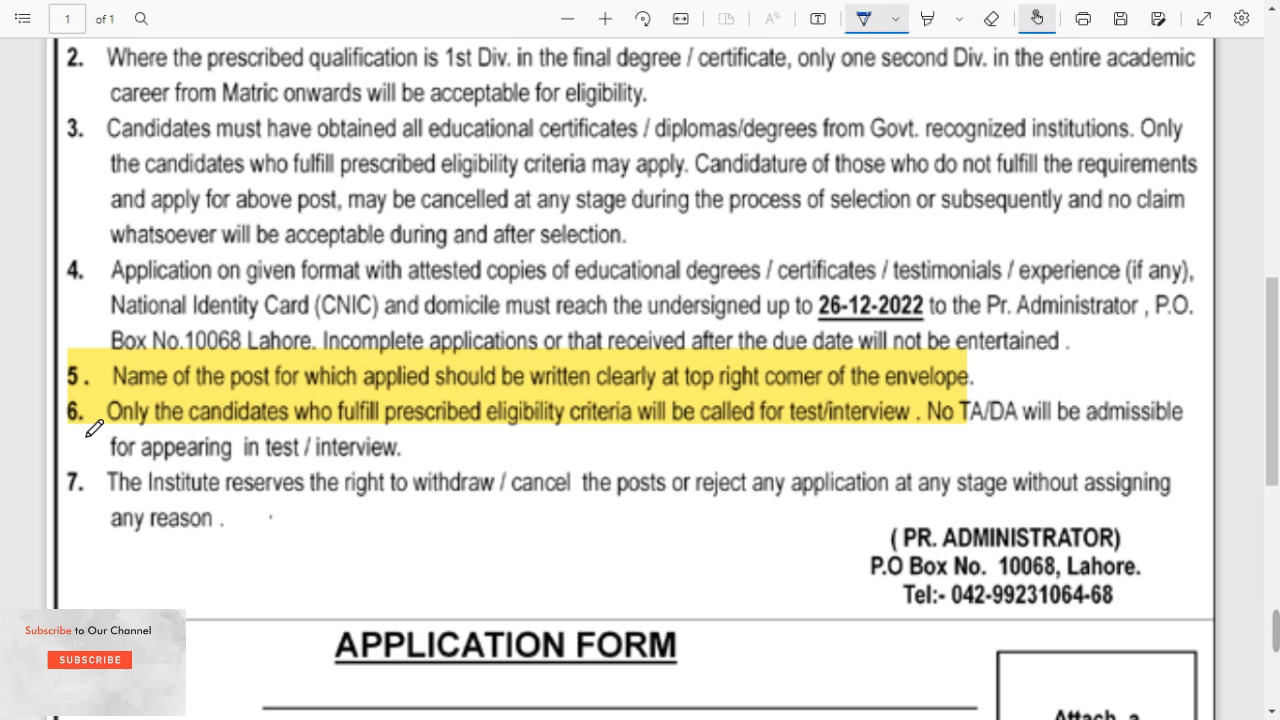 1 of 1
2. Where the prescribed qualification is 1st Div. in the final degree / certificate, only one second Div. in the entire academic
career from Matric onwards will be acceptable for eligibility.
3. Candidates must have obtained all educational certificates / diplomas/degrees from Govt. recognized institutions. Only
the candidates who fulfill prescribed eligibility criteria may apply. Candidature of those who do not fulfill the requirements
and apply for above post, may be cancelled at any stage during the process of selection or subsequently and no claim
whatsoever will be acceptable during and after selection.
4. Application on given format with attested copies of educational degrees / certificates / testimonials / experience (if any),
National Identity Card (CNIC) and domicile must reach the undersigned up to 26-12-2022 to the Pr. Administrator , P.O.
Box No.10068 Lahore. Incomplete applications or that received after the due date will not be entertained .
5 . Name of the post for which applied should be written clearly at top right corner of the envelope.
6. Only the candidates who fulfill prescribed eligibility criteria will be called for test/interview . No TA/DA will be admissible
for appearing in test / interview.
7. The Institute reserves the right to withdraw / cancel the posts or reject any application at any stage without assigning
any reason .
( PR. ADMINISTRATOR)
P.O Box No. 10068, Lahore.
Tel:- 042-99231064-68
Subscribe to Our Channel
SUBSCRIBE
APPLICATION FORM
Attach a